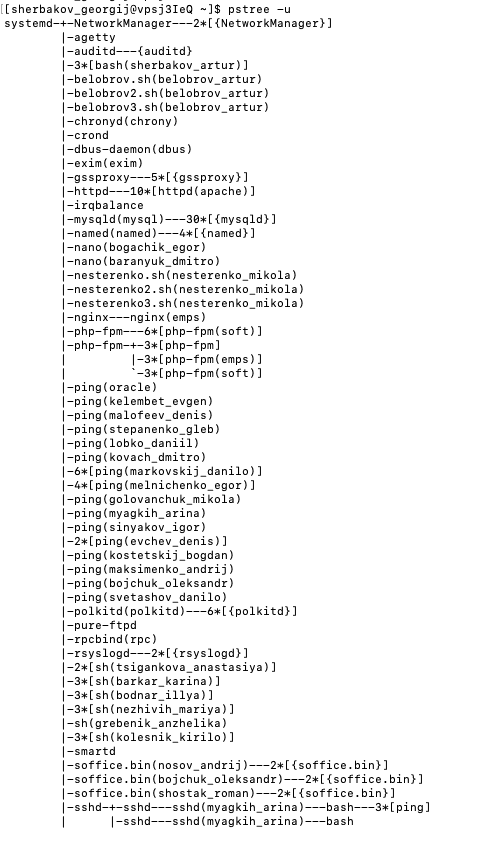 [[sherbakov_georgij@vpsj3IeQ ~]$ pstree -u
systemd-+-NetworkManager---2*[{NetworkManager}]
        |-agetty
        |-auditd---{auditd}
        |-3*[bash(sherbakov_artur)]
        |-belobrov.sh(belobrov_artur)
        |-belobrov2.sh(belobrov_artur)
        |-belobrov3.sh(belobrov_artur)
        |-chronyd(chrony)
        |-crond
        |-dbus-daemon(dbus)
        |-exim(exim)
        |-gssproxy---5*[{gssproxy}]
        |-httpd---10*[httpd(apache)]
        |-irqbalance
        |-mysqld(mysql)---30*[{mysqld}]
        |-named(named)---4*[{named}]
        |-nano(bogachik_egor)
        |-nano(baranyuk_dmitro)
        |-nesterenko.sh(nesterenko_mikola)
        |-nesterenko2.sh(nesterenko_mikola)
        |-nesterenko3.sh(nesterenko_mikola)
        |-nginx---nginx(emps)
        |-php-fpm---6*[php-fpm(soft)]
        |-php-fpm-+-3*[php-fpm]
        |         |-3*[php-fpm(emps)]
        |         `-3*[php-fpm(soft)]
        |-ping(oracle)
        |-ping(kelembet_evgen)
        |-ping(malofeev_denis)
        |-ping(stepanenko_gleb)
        |-ping(lobko_daniil)
        |-ping(kovach_dmitro)
        |-6*[ping(markovskij_danilo)]
        |-4*[ping(melnichenko_egor)]
        |-ping(golovanchuk_mikola)
        |-ping(myagkih_arina)
        |-ping(sinyakov_igor)
        |-2*[ping(evchev_denis)]
        |-ping(kostetskij_bogdan)
        |-ping(maksimenko_andrij)
        |-ping(bojchuk_oleksandr)
        |-ping(svetashov_danilo)
        |-polkitd(polkitd)---6*[{polkitd}]
        |-pure-ftpd
        |-rpcbind(rpc)
        |-rsyslogd---2*[{rsyslogd}]
        |-2*[sh(tsigankova_anastasiya)]
        |-3*[sh(barkar_karina)]
        |-3*[sh(bodnar_illya)]
        |-3*[sh(nezhivih_mariya)]
        |-sh(grebenik_anzhelika)
        |-3*[sh(kolesnik_kirilo)]
        |-smartd
        |-soffice.bin(nosov_andrij)---2*[{soffice.bin}]
        |-soffice.bin(bojchuk_oleksandr)---2*[{soffice.bin}]
        |-soffice.bin(shostak_roman)---2*[{soffice.bin}]
        |-sshd-+-sshd---sshd(myagkih_arina)---bash---3*[ping]
        |      |-sshd---sshd(myagkih_arina)---bash